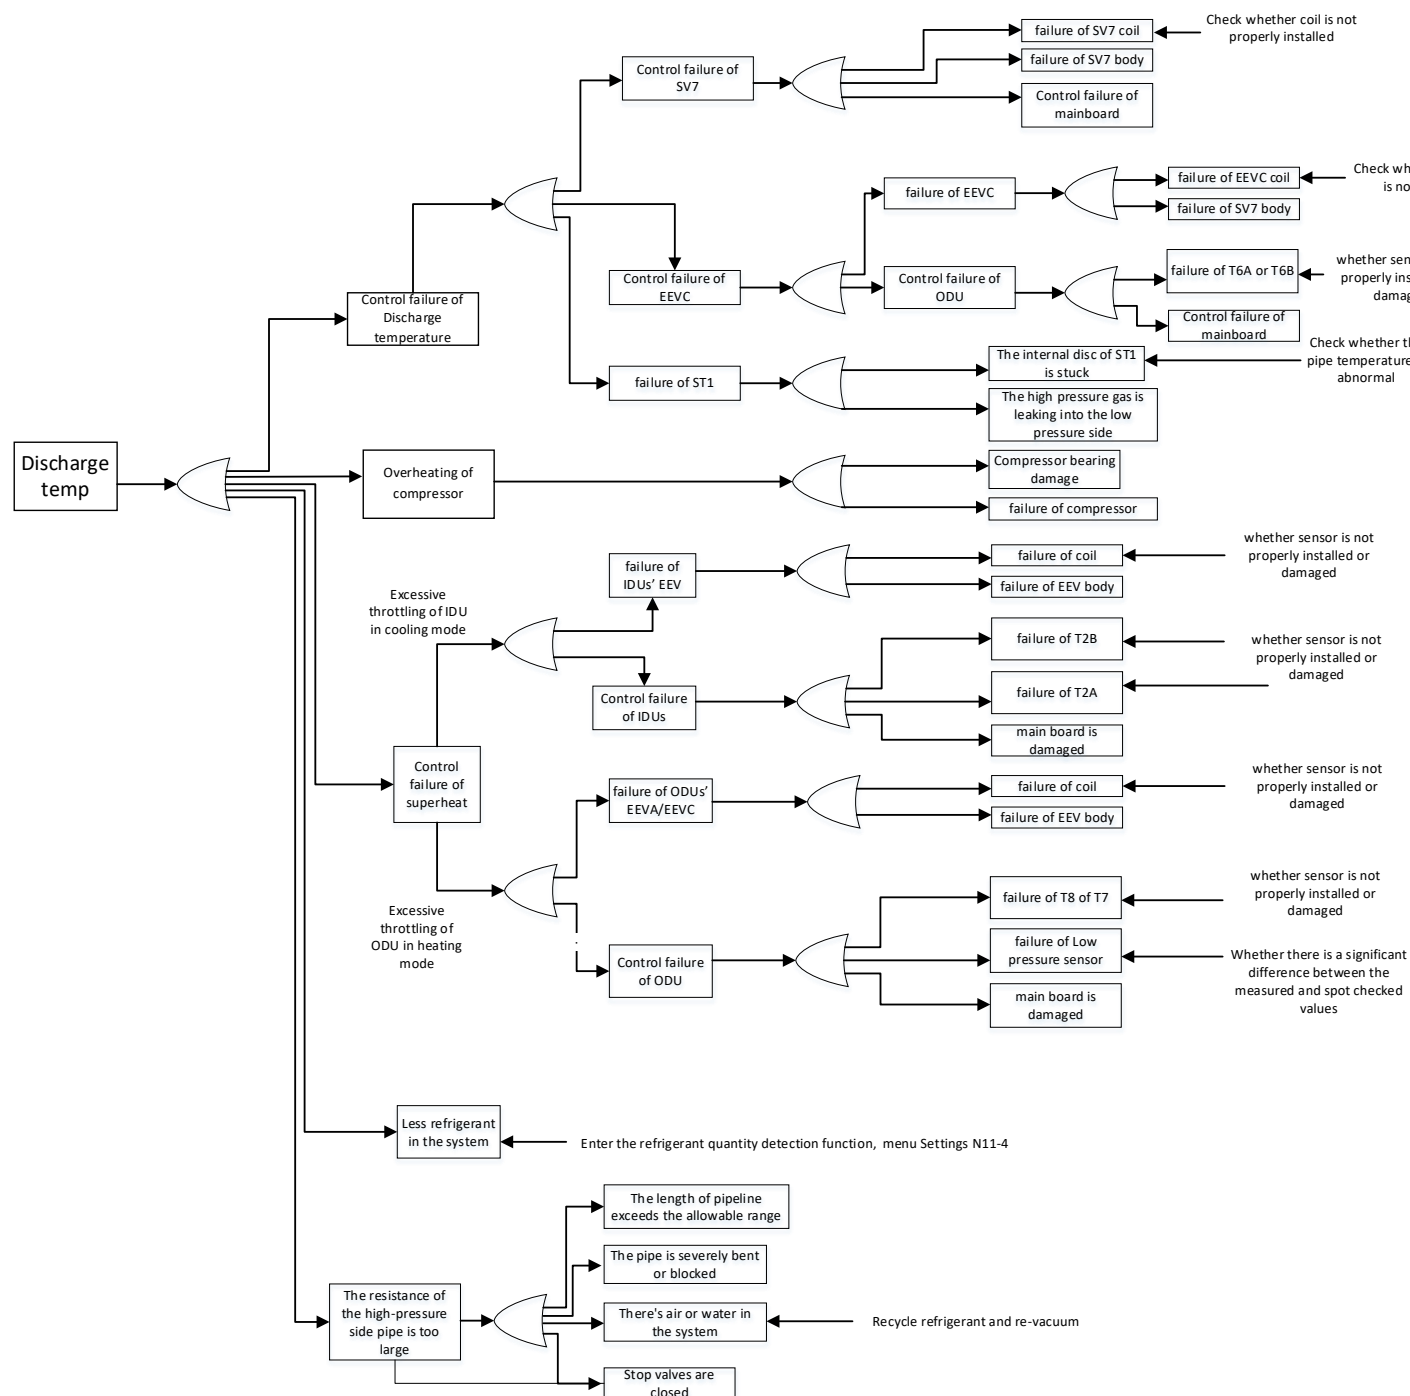 Check whether coil is not
properly installed
failure of SV7 coil
failure of SV7 body
Control failure of
SV7
Control failure of
mainboard
Check wh
is no
failure of EEVC coil
failure of EEVC
failure of SV7 body
whether sen
properly ins
damag
failure of T6A or T6B
Control failure of
EEVC
Control failure of
ODU
Control failure of
mainboard
Control failure of
Discharge
temperature
Check whether th
pipe temperature
abnormal
The internal disc of ST1
is stuck
failure of ST1
The high pressure gas is
leaking into the low
pressure side
Discharge
temp
Overheating of
compressor
Compressor bearing
damage
failure of compressor
whether sensor is not
properly installed or
damaged
failure of coil
failure of
IDUs' EEV
failure of EEV body
Excessive
throttling of IDU
in cooling mode
failure of T2B
whether sensor is not
properly installed or
damaged
Control failure
of IDUs
failure of T2A
main board is
damaged
Control
failure of
superheat
failure of ODUs'
EEVA/EEVC
failure of coil
whether sensor is not
properly installed or
damaged
failure of EEV body
failure of T8 of T7
whether sensor is not
properly installed or
damaged
Excessive
throttling of
ODU in heating
mode
Control failure
of ODU
failure of Low
pressure sensor
Whether there is a significant
difference between the
measured and spot checked
values
main board is
damaged
Less refrigerant
in the system
Enter the refrigerant quantity detection function, menu Settings N11-4
The length of pipeline
exceeds the allowable range
The pipe is severely bent
or blocked
The resistance of
the high-pressure
side pipe is too
large
There's air or water in
the system
Recycle refrigerant and re-vacuum
Stop valves are
closed